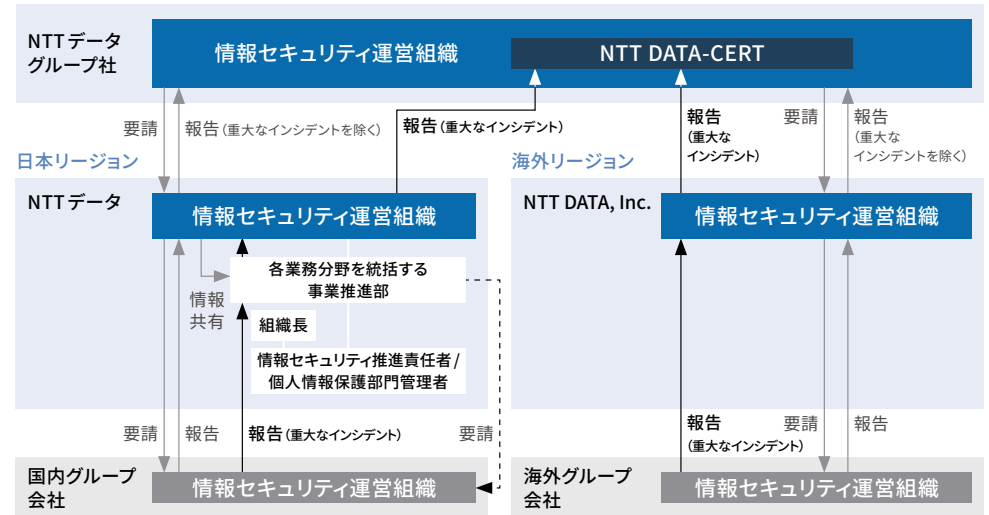 NTTデータ
グループ社
情報セキュリティ運営組織
NTT DATA-CERT
要請
報告(重大なインシデントを除く)
報告(重大なインシデント)
報告
(重大な
インシデント)
要請
報告
(重大な
インシデントを除く)
日本リージョン
海外リージョン
NTTデータ
情報セキュリティ運営組織
NTT DATA, Inc.
情報セキュリティ運営組織
各業務分野を統括する
事業推進部
情報
共有
組織長
情報セキュリティ推進責任者/
個人情報保護部門管理者
要請
報告
報告(重大なインシデント)
要請
報告
(重大なインシデント)
要請
報告
国内グループ
会社
情報セキュリティ運営組織
海外グループ
会社
情報セキュリティ運営組織